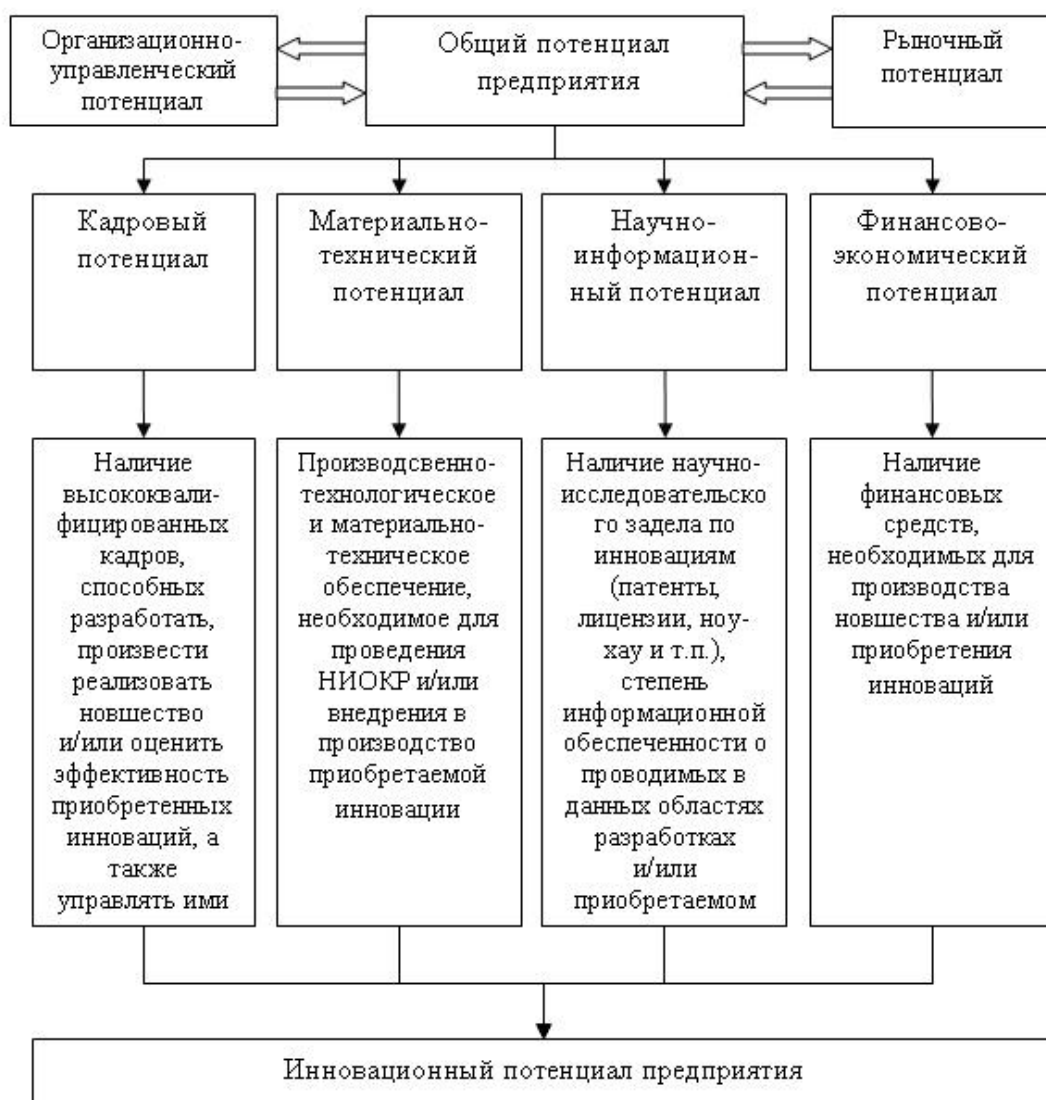 Организационно-
управленческий
потенциал
Общий потенциал
предприятия
Рыночный
потенциал
Кадровый
потенциал
Материально-
технический
потенциал
Научно-
информацион-
ный потенциал
Финансово-
экономический
потенциал
Наличие
высококвали-
фицированных
кадров,
способных
разработать,
произвести
реализовать
новшество
и/или оценить
эффективность
приобретенных
инноваций, а
также
управлять ими
Производсвенно-
технологическое
и материально-
техническое
обеспечение,
необходимое для
проведения
НИОКР и/или
внедрения в
производство
приобретаемой
инновации
Наличие научно-
исследовательско
го задела по
инновациям
(патенты,
лицензии, ноу-
хау и т.п.),
степень
информационной
обеспеченности о
проводимых в
данных областях
разработках
и/или
приобретаемом
Наличие
финансовых
средств,
необходимых для
производства
новшества и/или
приобретения
инноваций
Инновационный потенциал предприятия